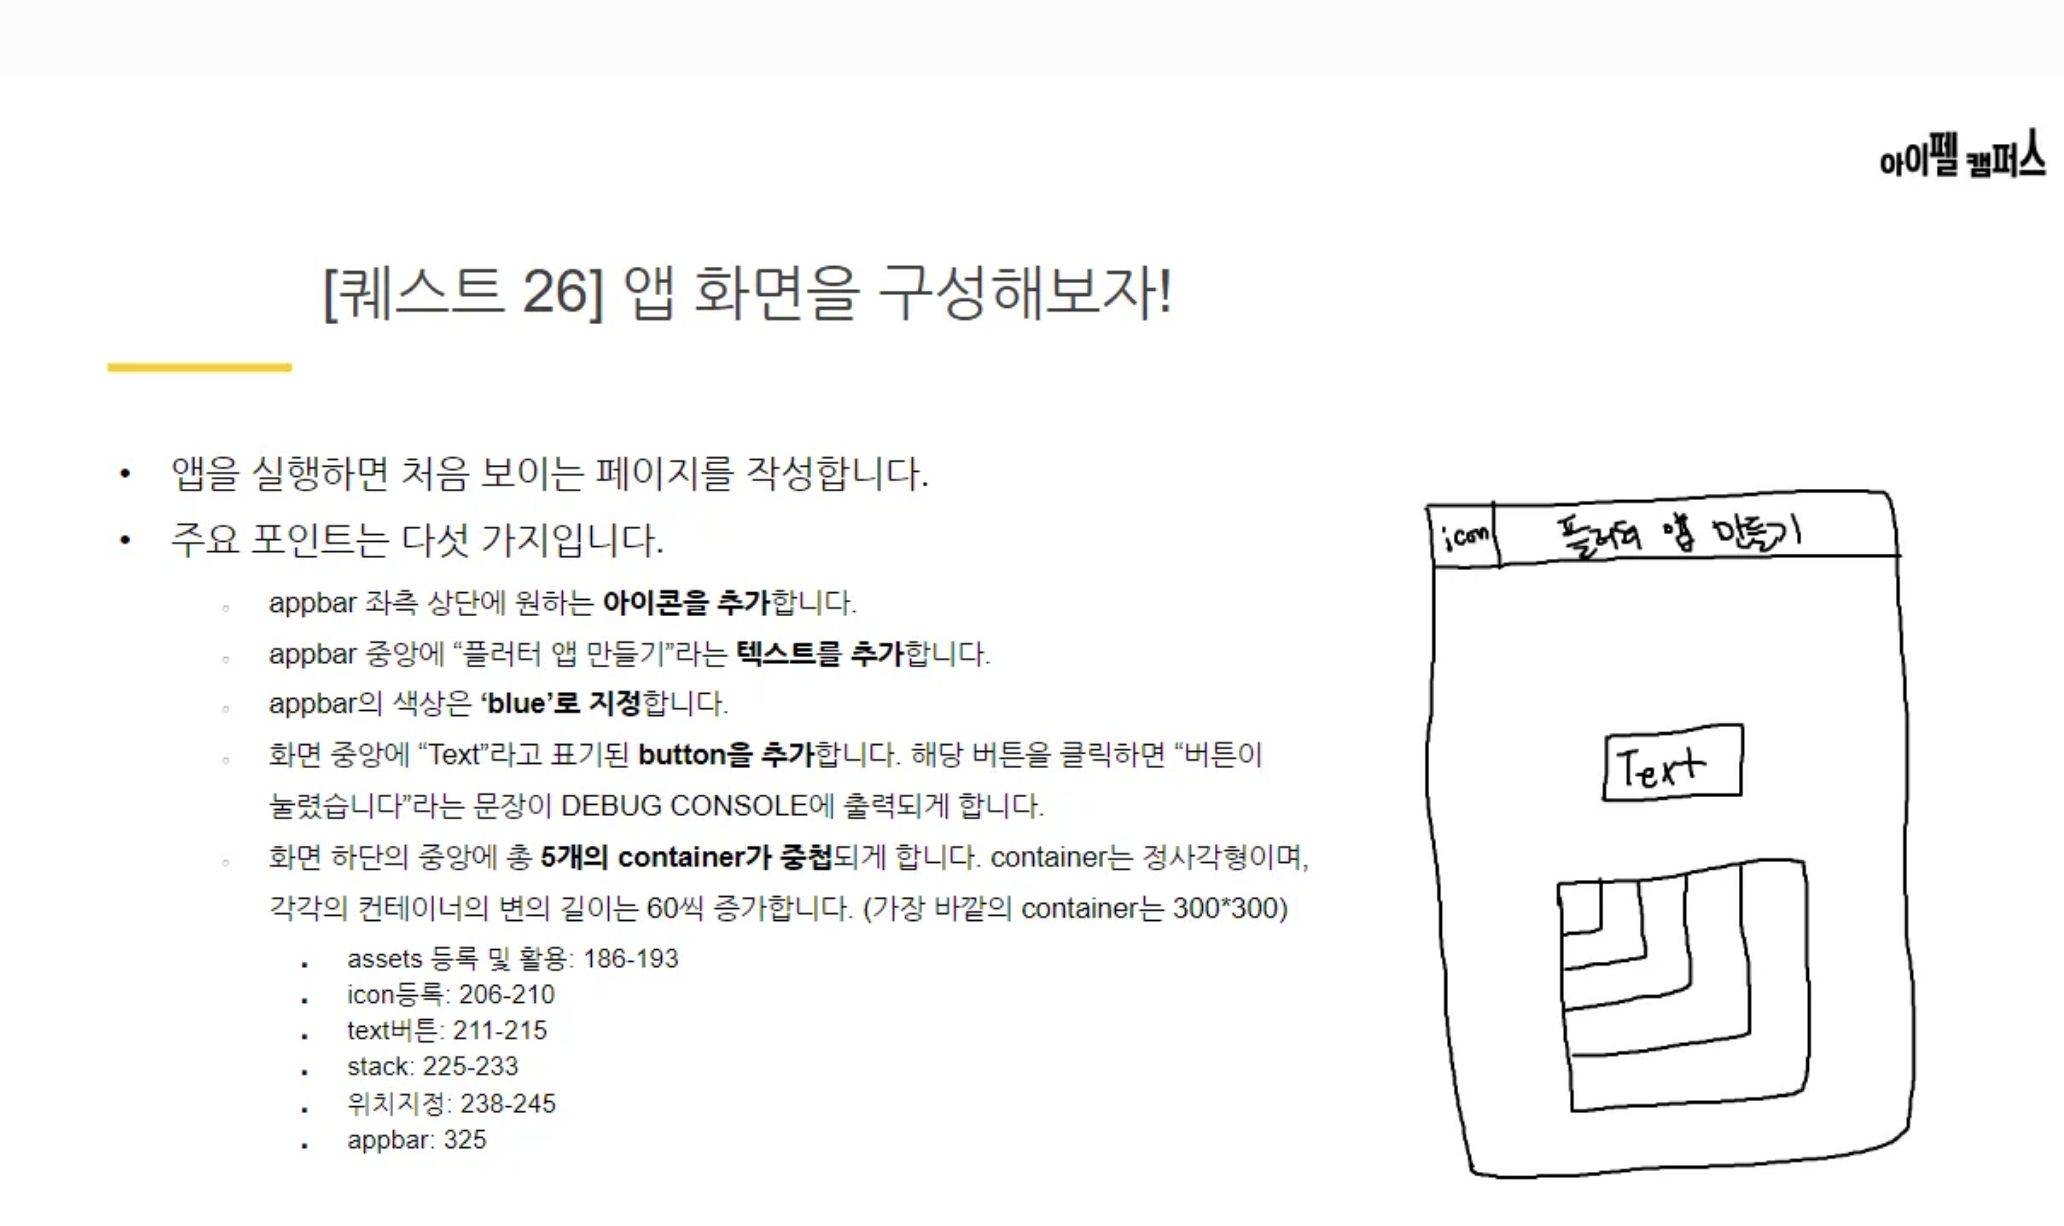 아이펠 캠퍼스
[퀘스트 26] 앱 화면을 구성해보자!
• 앱을 실행하면 처음 보이는 페이지를 작성합니다.
• 주요 포인트는 다섯 가지입니다.
◦ appbar 좌측 상단에 원하는 아이콘을 추가합니다.
◦ appbar 중앙에 “플러터 앱 만들기”라는 텍스트를 추가합니다.
◦ appbar의 색상은 ‘blue’로 지정합니다.
◦ 화면 중앙에 “Text”라고 표기된 button을 추가합니다. 해당 버튼을 클릭하면 “버튼이
눌렸습니다”라는 문장이 DEBUG CONSOLE에 출력되게 합니다.
◦ 화면 하단의 중앙에 총 5개의 container가 중첩되게 합니다. container는 정사각형이며,
각각의 컨테이너의 변의 길이는 60씩 증가합니다. (가장 바깥의 container는 300*300)
▪ assets 등록 및 활용: 186-193
▪ icon등록: 206-210
▪ text버튼: 211-215
▪ stack: 225-233
▪ 위치지정: 238-245
▪ appbar: 325
icon 플러터 앱 만들기
Text